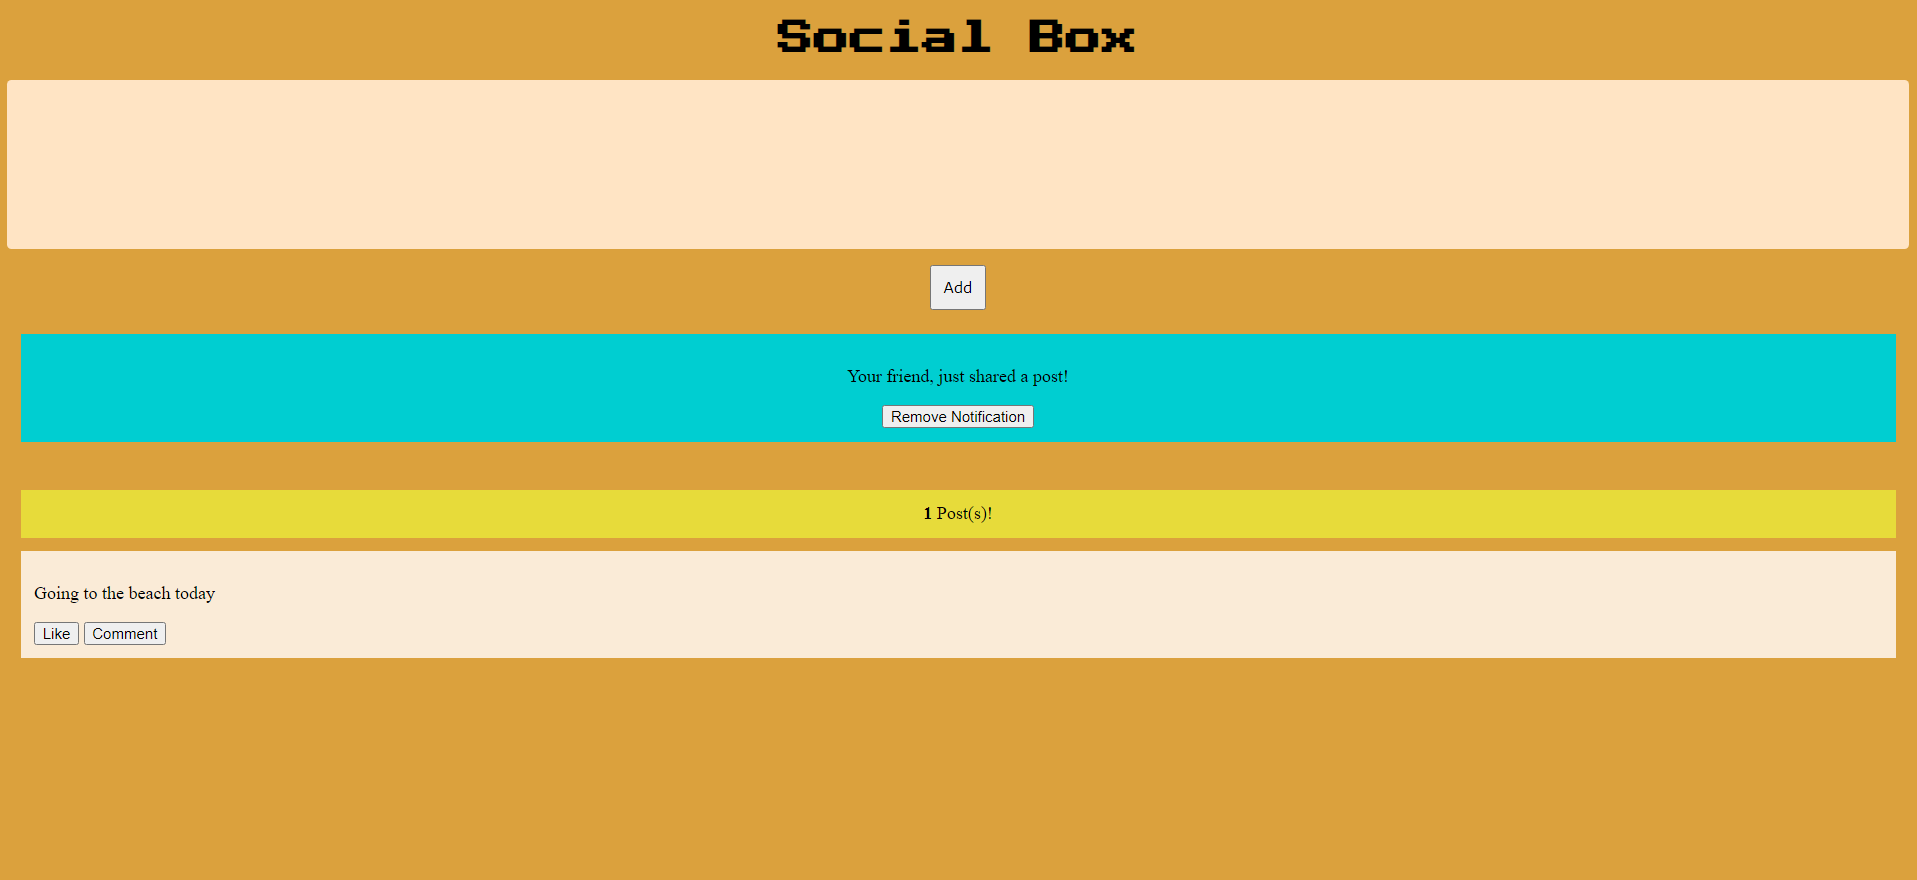 Social Box
Add
Your friend, just shared a post!
Remove Notification
1 Post(s)!
Going to the beach today
Like Comment